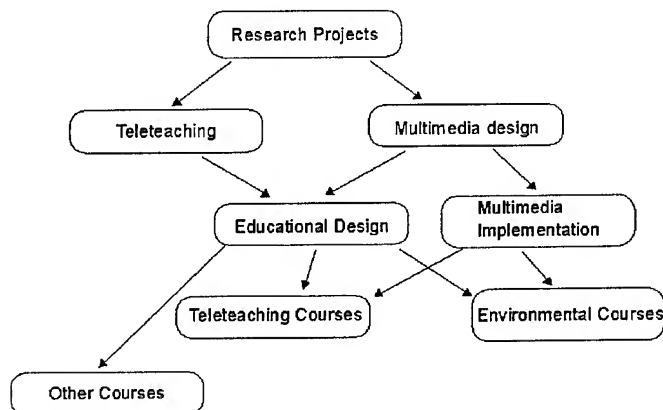 Research Projects
Teleteaching
Multimedia design
Educational Design
Multimedia
Implementation
Teleteaching Courses
Environmental Courses
Other Courses